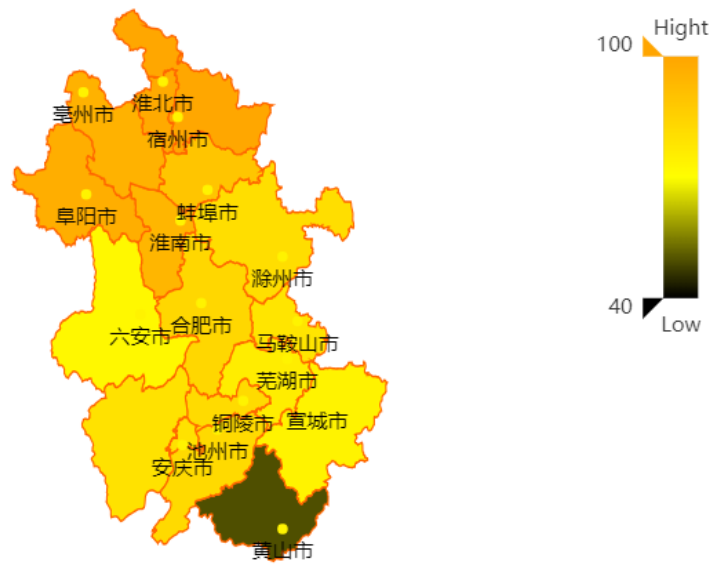 Hight
100
亳州市
淮北市
宿州市
阜阳市
蚌埠市
淮南市
滁州市
40
Low
六安市
合肥市
马鞍山市
芜湖市
铜陵市
宣城市
池州市
安庆市
黄山市